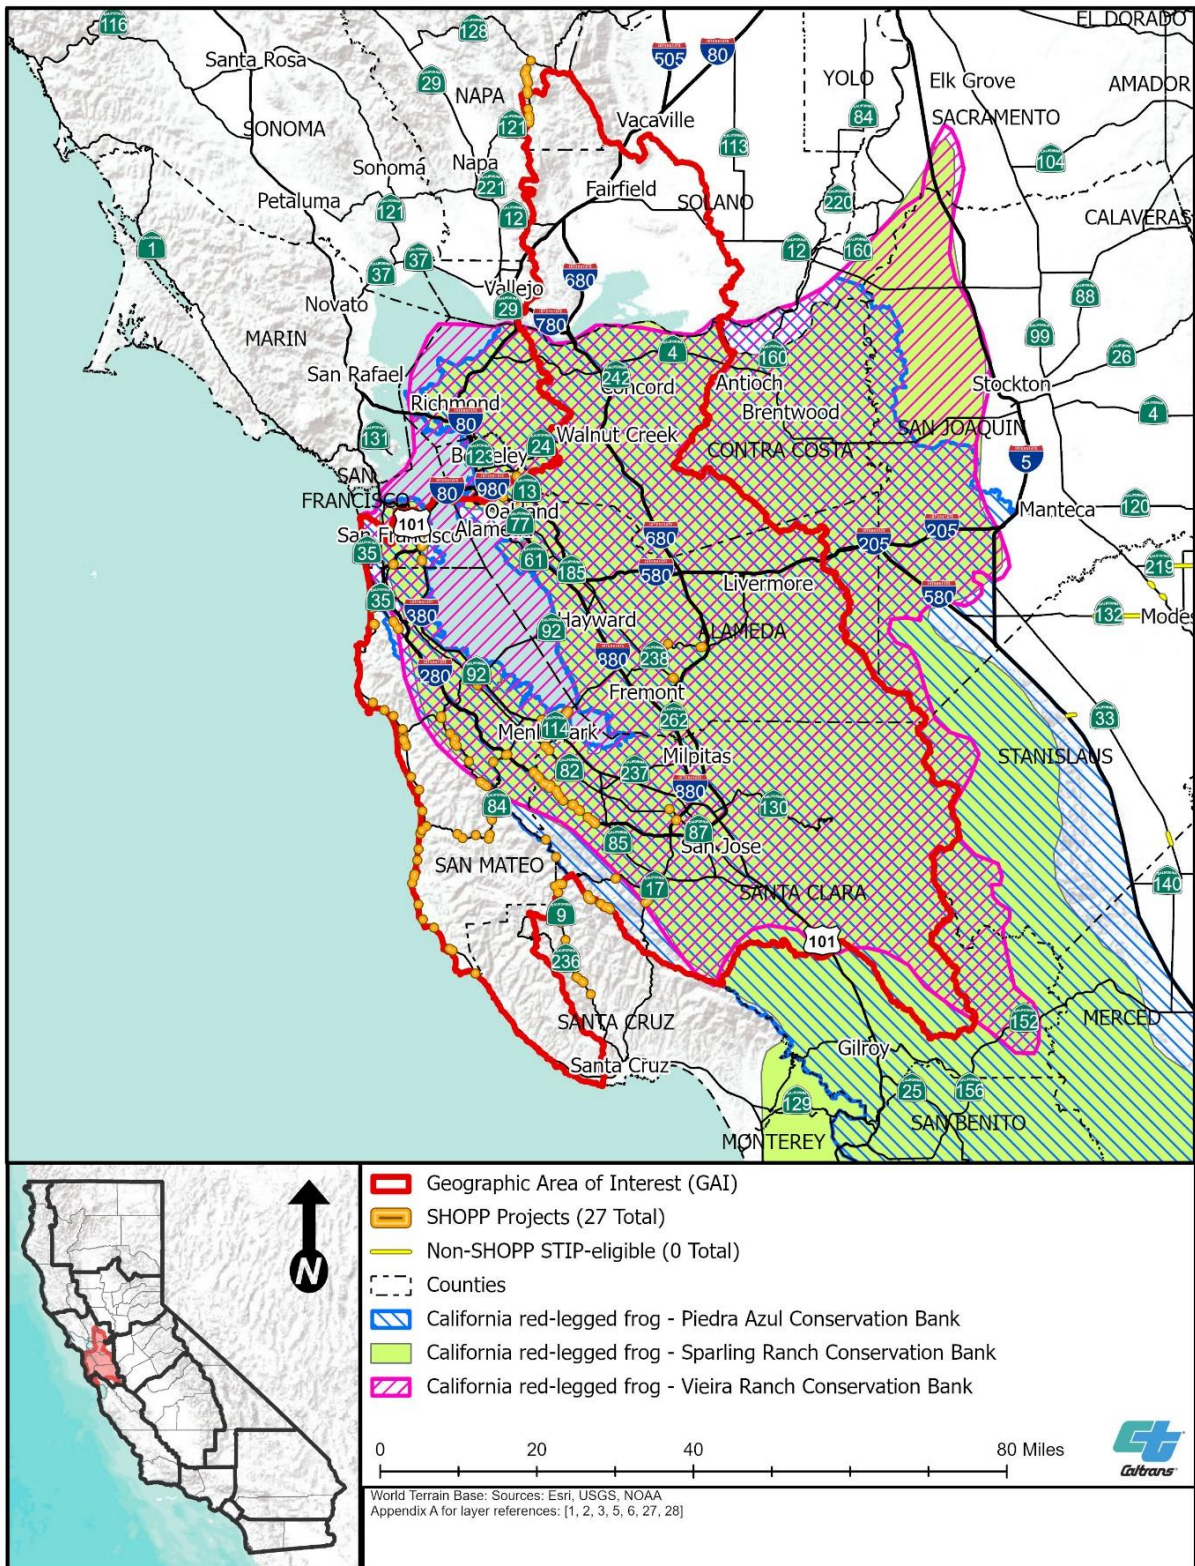 EL DORADO
116
128
505
80
Santa Rosa
29
NAPA
YOLO
Elk Grove
AMADOR
84
SACRAMENTO
SONOMA
121
Vacaville
113
104
Sonoma
Napa
221
Fairfield
SOLANO
220
Petaluma
121
12
CALAVERAS
1
12
160
37
37
680
Novato
Vallejo
29
88
780
MARIN
99
4
160
26
San Rafael
242
Concord
Antioch
Stockton
Richmond
80
Brentwood
4
131
24
Walnut Creek
SAN JOAQUIN
123
Berkeley
CONTRA COSTA
5
SAN
FRANCISCO
80
980
13
120
Oakland
Manteca
101
San Francisco
Alameda
77
205
205
35
61
680
219
185
580
Livermore
580
35
380
132
Modes
92
Hayward
ALAMEDA
880
238
280
92
Fremont
262
33
Menlo Park
114
STANISLAUS
82
237
Milpitas
880
84
130
85
87
San Jose
SAN MATEO
17
SANTA CLARA
140
9
101
236
SANTA CRUZ
152
MERCED
Gilroy
Santa Cruz
129
25
156
SAN BENITO
MONTEREY
N
Geographic Area of Interest (GAI)
SHOPP Projects (27 Total)
Non-SHOPP STIP-eligible (0 Total)
Counties
California red-legged frog - Piedra Azul Conservation Bank
California red-legged frog - Sparling Ranch Conservation Bank
California red-legged frog - Vieira Ranch Conservation Bank
0 20 40 80 Miles
Caltrans
World Terrain Base: Sources: Esri, USGS, NOAA
Appendix A for layer references: [1, 2, 3, 5, 6, 27, 28]